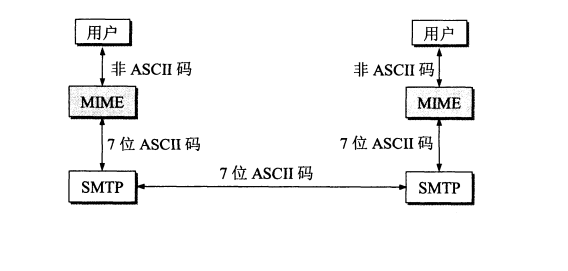 用户 用户
非 ASCII 码 非 ASCII 码
MIME MIME
7 位 ASCII 码 7 位 ASCII 码
7 位 ASCII 码
SMTP SMTP